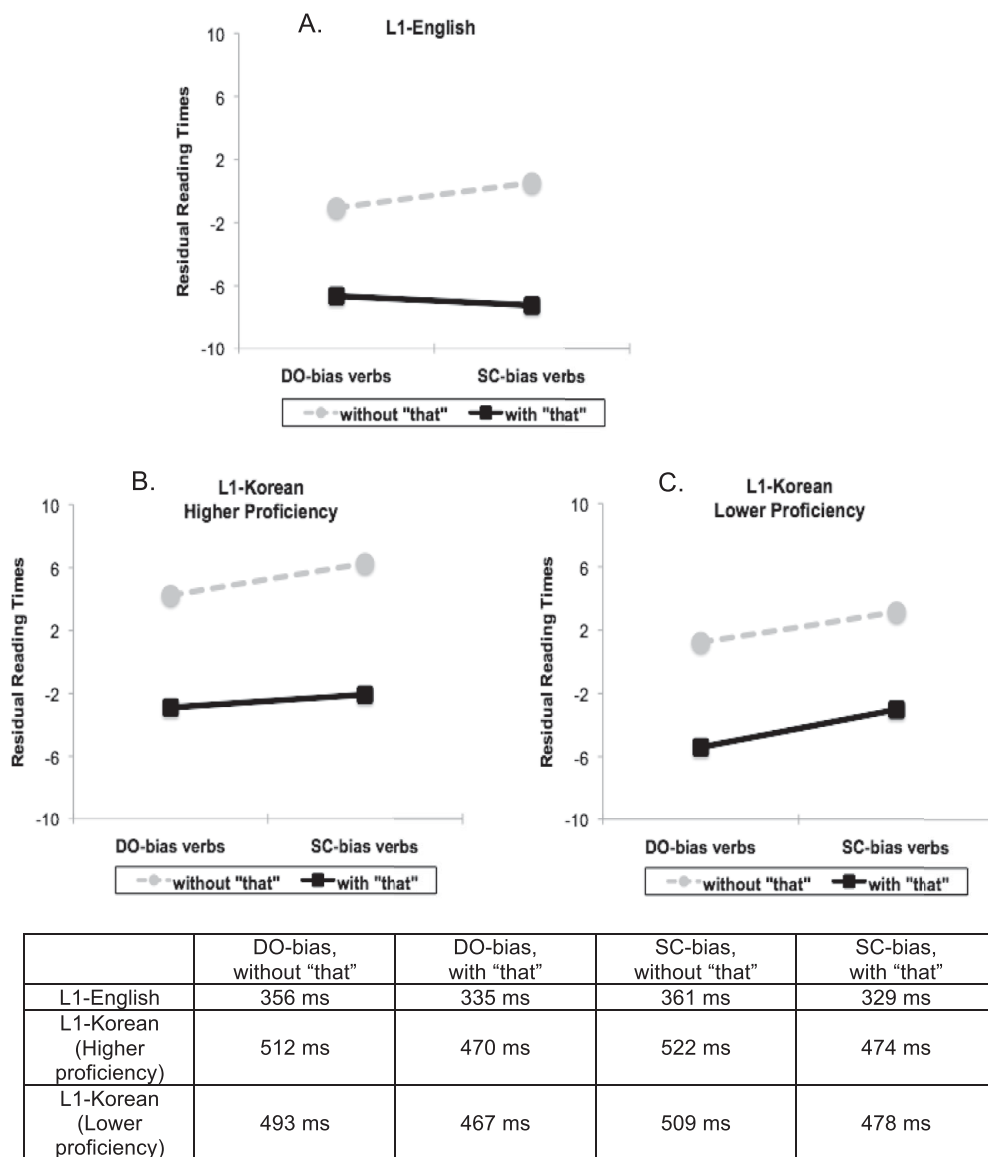 A.
L1-English
Residual Reading Times
10
6
2
-2
-6
-10
DO-bias verbs SC-bias verbs
without "that" with "that"
B.
L1-Korean
Higher Proficiency
Residual Reading Times
10
6
2
-2
-6
-10
DO-bias verbs SC-bias verbs
without "that" with "that"
C.
L1-Korean
Lower Proficiency
Residual Reading Times
10
6
2
-2
-6
-10
DO-bias verbs SC-bias verbs
without "that" with "that"
DO-bias, without “that” DO-bias, with “that” SC-bias, without “that” SC-bias, with “that”
L1-English 356 ms 335 ms 361 ms 329 ms
L1-Korean (Higher proficiency) 512 ms 470 ms 522 ms 474 ms
L1-Korean (Lower proficiency) 493 ms 467 ms 509 ms 478 ms